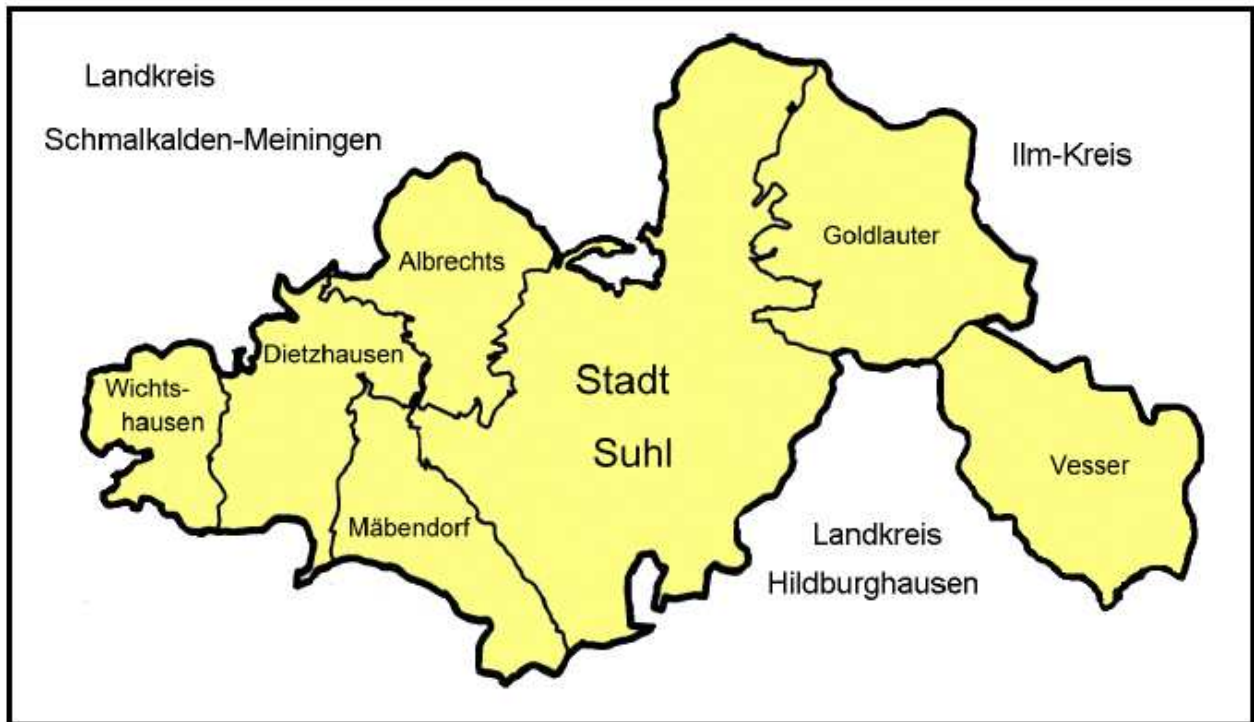 Landkreis
Schmalkalden-Meiningen
Ilm-Kreis
Goldlauter
Albrechts
Dietzhausen
Stadt
Suhl
Wichts-
hausen
Vesser
Mäbendorf
Landkreis
Hildburghausen